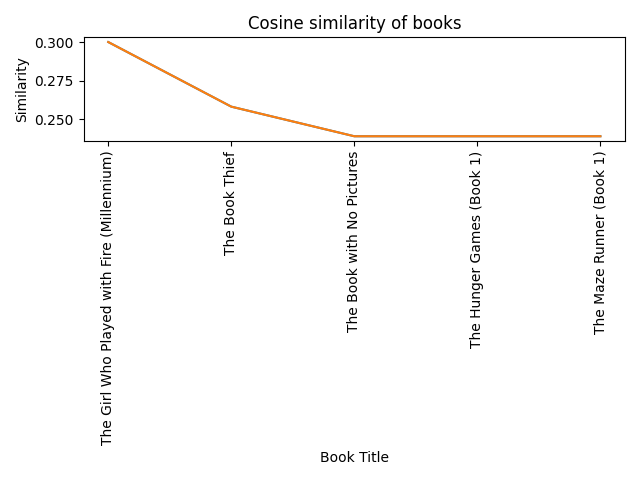 Cosine similarity of books
Similarity
0.300
0.275
0.250
The Girl Who Played with Fire (Millennium)
The Book Thief
The Book with No Pictures
The Hunger Games (Book 1)
The Maze Runner (Book 1)
Book Title